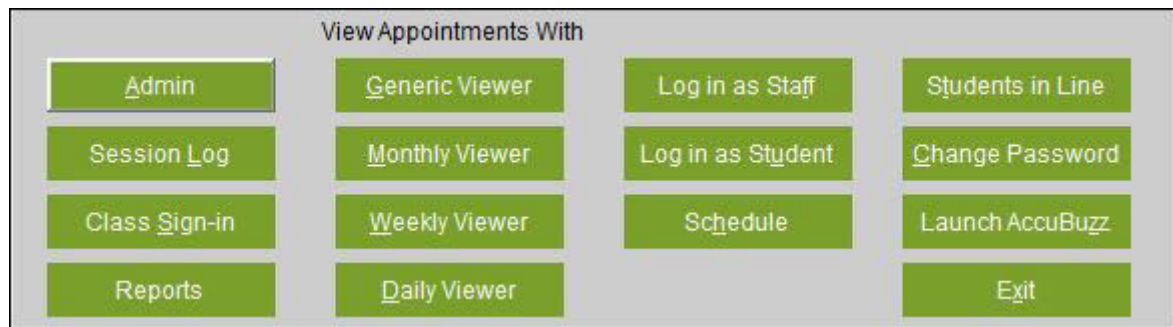 View Appointments With
Admin
Generic Viewer
Log in as Staff
Students in Line
Session Log
Monthly Viewer
Log in as Student
Change Password
Class Sign-in
Weekly Viewer
Schedule
Launch AccuBuzz
Reports
Daily Viewer
Exit